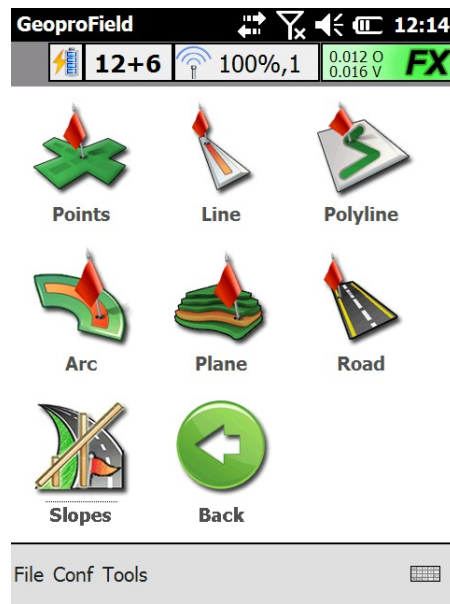 GeoproField 12:14
12+6 100%,1 0.012 O FX
0.016 V
Points Line Polyline
Arc Plane Road
Slopes Back
File Conf Tools